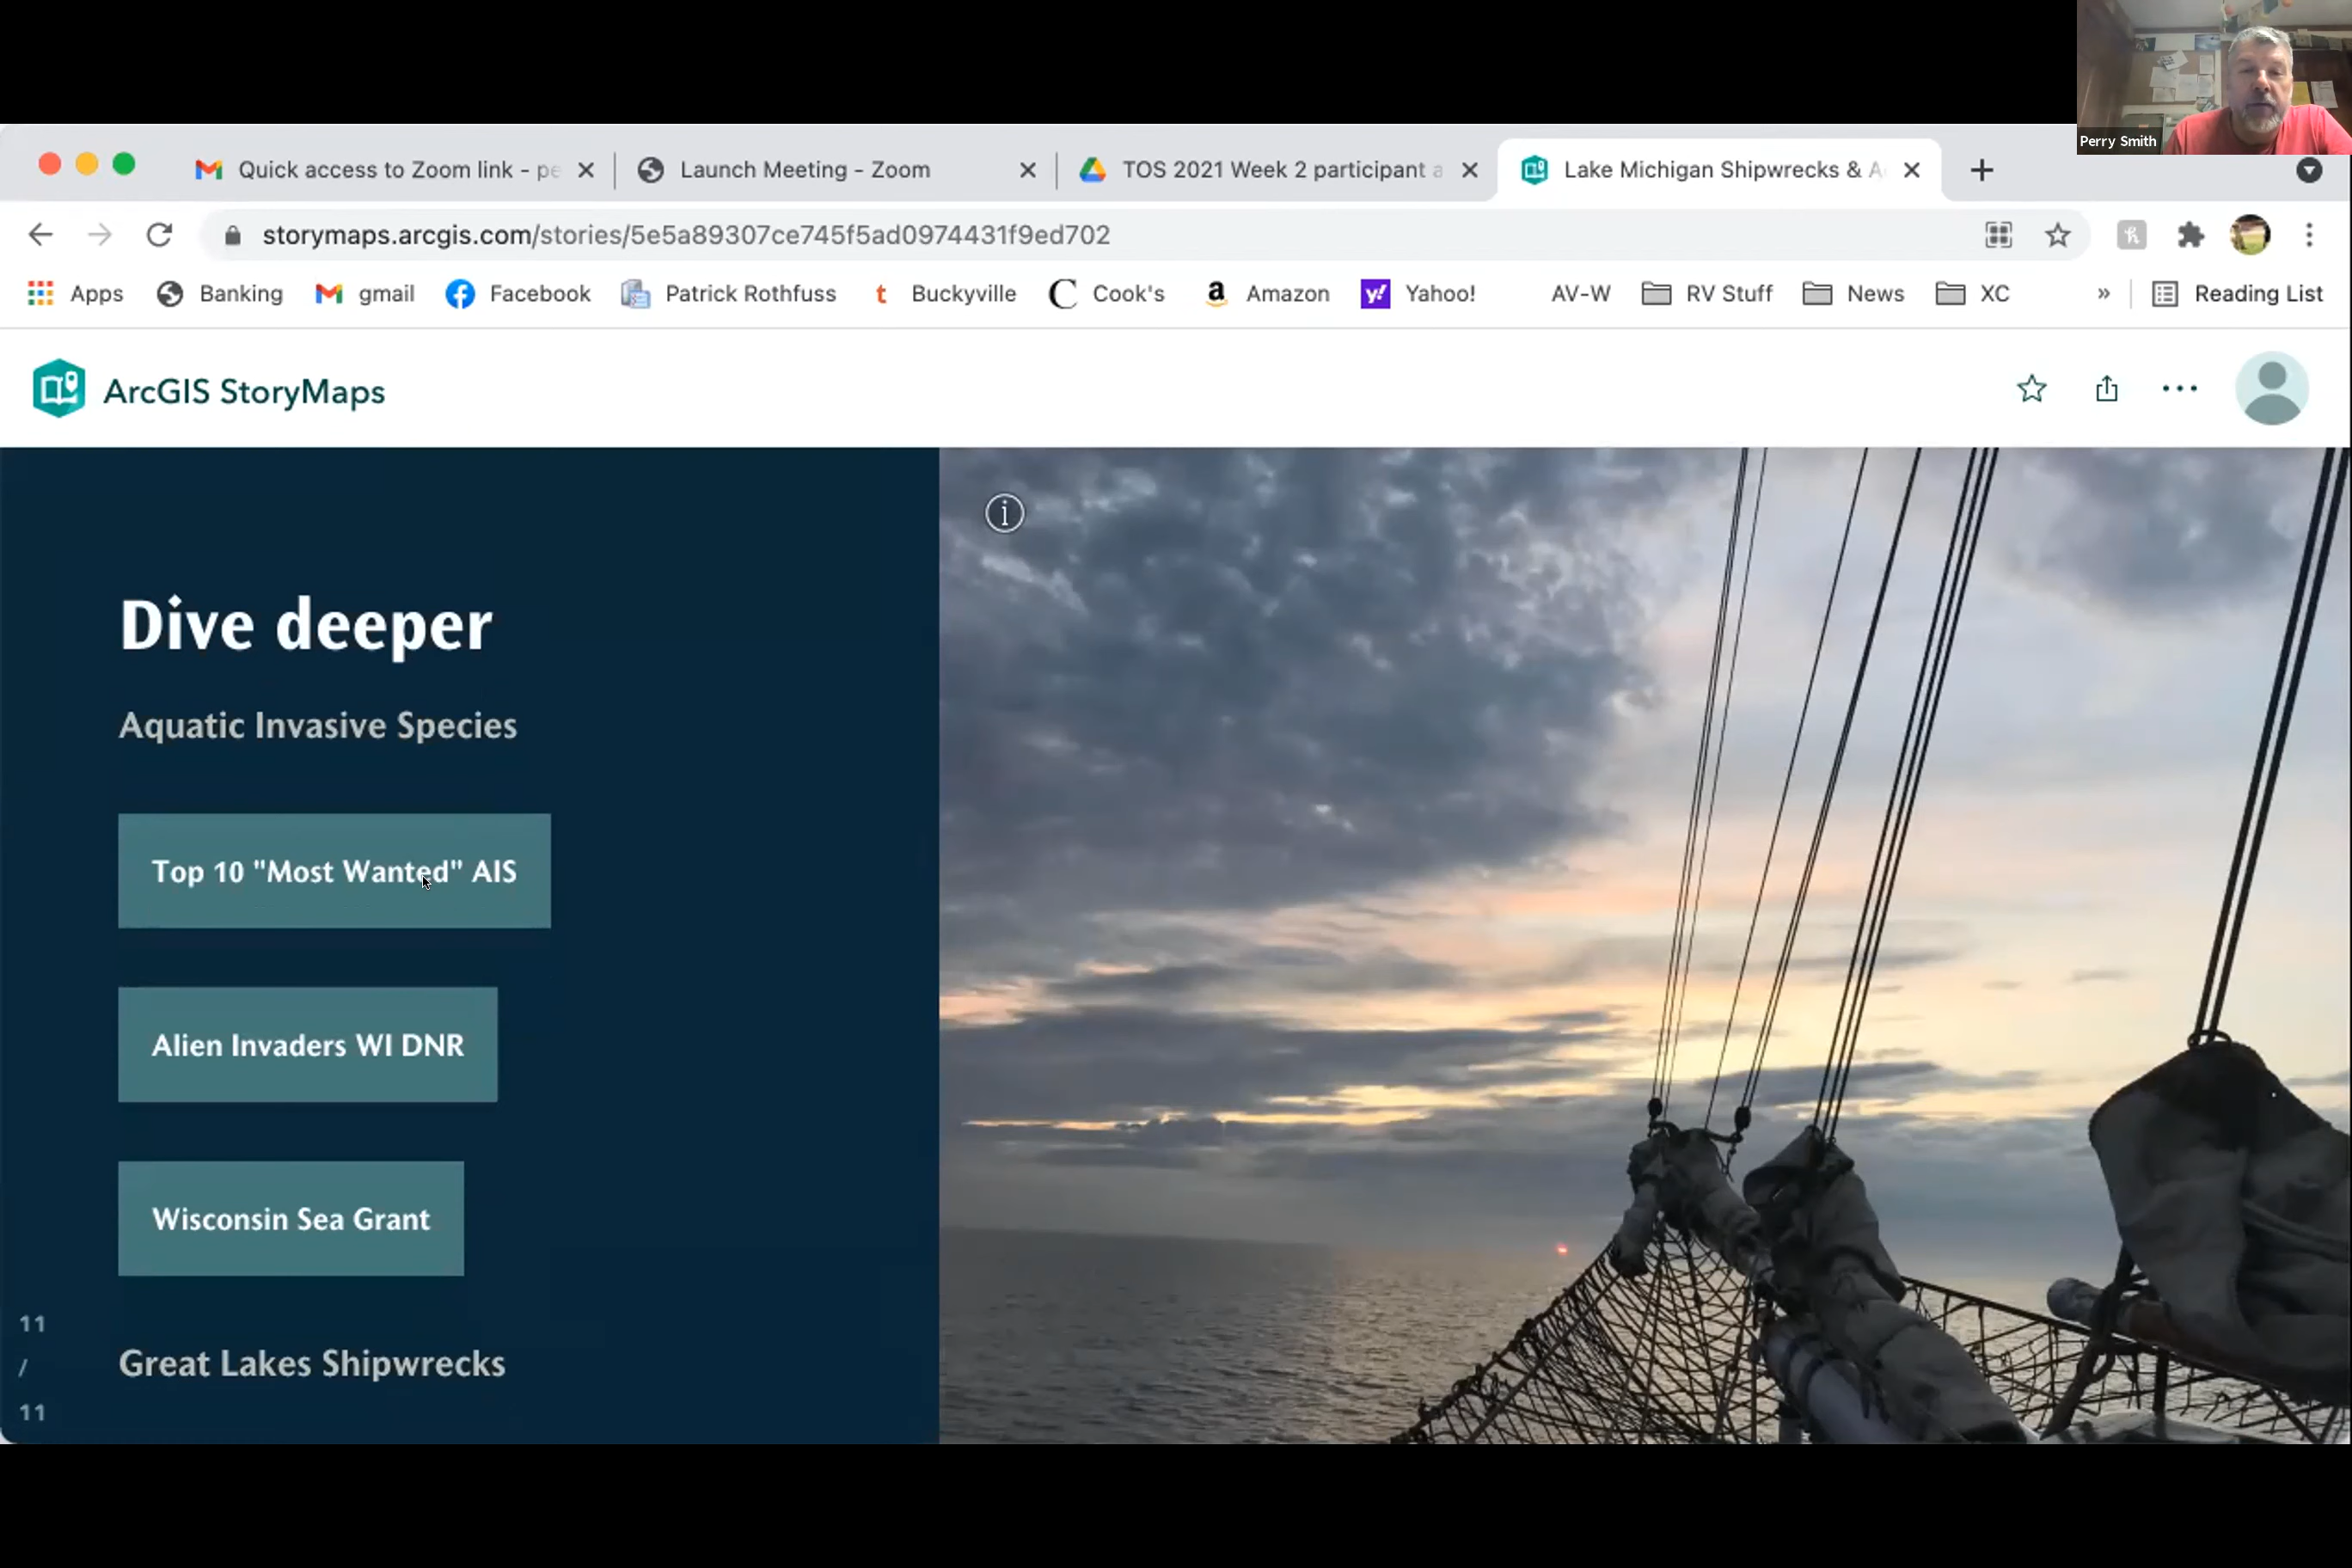 Perry Smith
Quick access to Zoom link - pe
Launch Meeting - Zoom
TOS 2021 Week 2 participant a
Lake Michigan Shipwrecks & A
storymaps.arcgis.com/stories/5e5a89307ce745f5ad0974431f9ed702
Apps Banking gmail Facebook Patrick Rothfuss t Buckyville Cook's a Amazon y! Yahoo! AV-W RV Stuff News XC » Reading List
ArcGIS StoryMaps
Dive deeper
Aquatic Invasive Species
Top 10 "Most Wanted" AIS
Alien Invaders WI DNR
Wisconsin Sea Grant
Great Lakes Shipwrecks
11
/
11